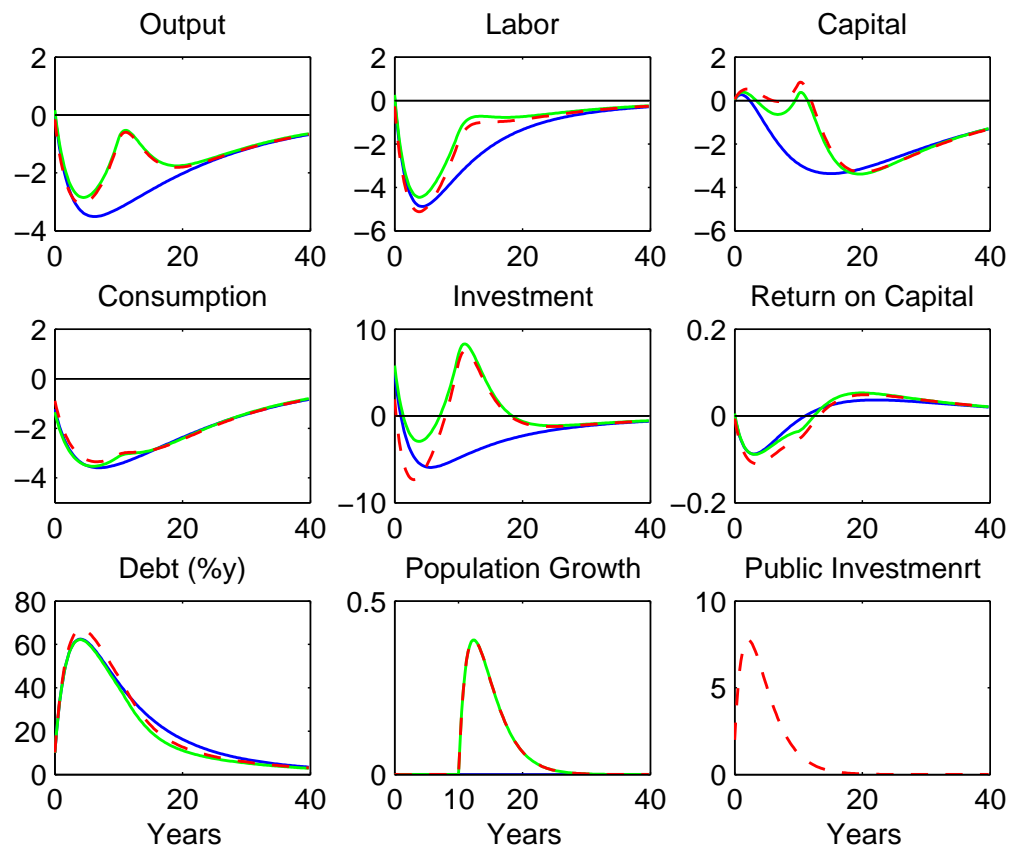 Output Labor Capital
2 2 2
0 0 0
−2 −2 −2
−4 −4 −4
−6 −6
0 20 40 0 20 40 0 20 40
Consumption Investment Return on Capital
2 10 0.2
0 0 0
−2
−4 −10 −0.2
0 20 40 0 20 40 0 20 40
Debt (%y) Population Growth Public Investmenrt
80 0.5 10
60
40 5
20
0 0 0
0 20 40 0 10 20 40 0 20 40
Years Years Years